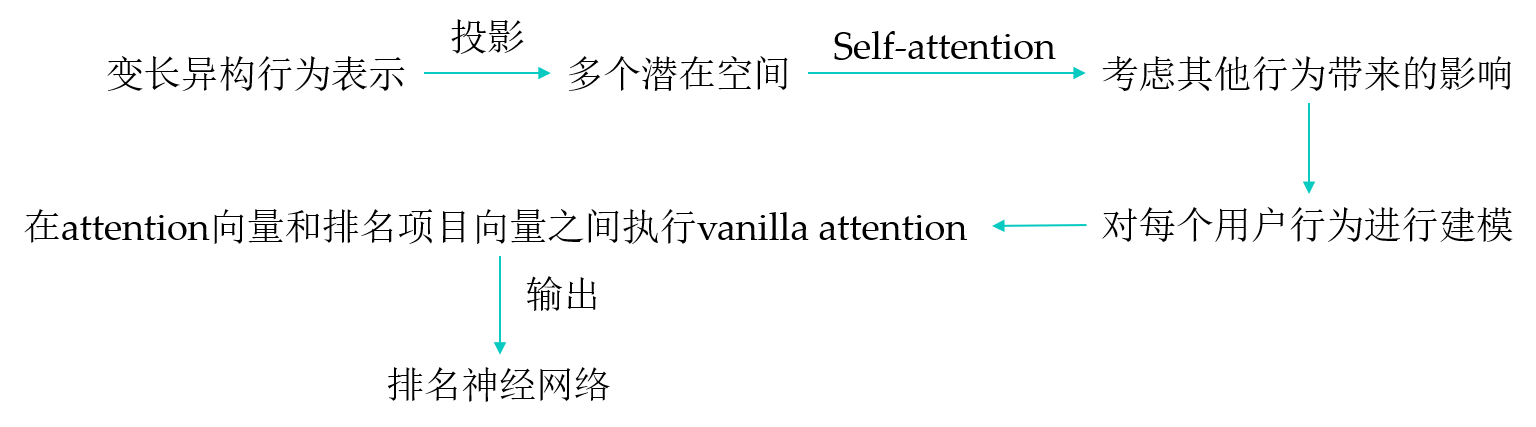 投影
Self-attention
变长异构行为表示
多个潜在空间
考虑其他行为带来的影响
在attention向量和排名项目向量之间执行vanilla attention
对每个用户行为进行建模
输出
排名神经网络